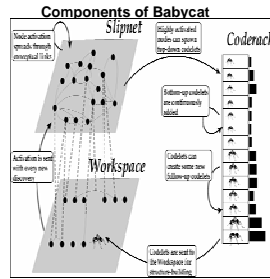 Components of Babycat
Slipnet
Node activation
spreads through
conceptual links
Highly activated
nodes can spawn
top-down codelets
Coderack
Bottom-up codelets
are continuously
added
Activation is sent
with every new
discovery
Workspace
Codelets can
create some new
follow-up codelets
Codelets are sent to
the Workspace for
structure-building